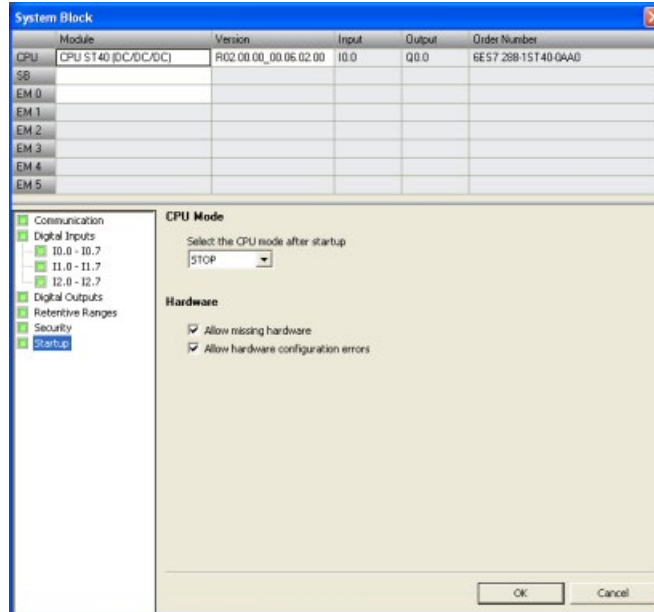 System Block
Module Version Input Output Order Number
CPU CPU ST40 (DC/DC/DC) R02.00.00_00.06.02.00 I0.0 Q0.0 6ES7 288-1ST40-0AA0
SB
EM 0
EM 1
EM 2
EM 3
EM 4
EM 5
Communication
Digital Inputs
I0.0 - I0.7
I1.0 - I1.7
I2.0 - I2.7
Digital Outputs
Retentive Ranges
Security
Startup
CPU Mode
Select the CPU mode after startup
STOP
Hardware
Allow missing hardware
Allow hardware configuration errors
OK Cancel